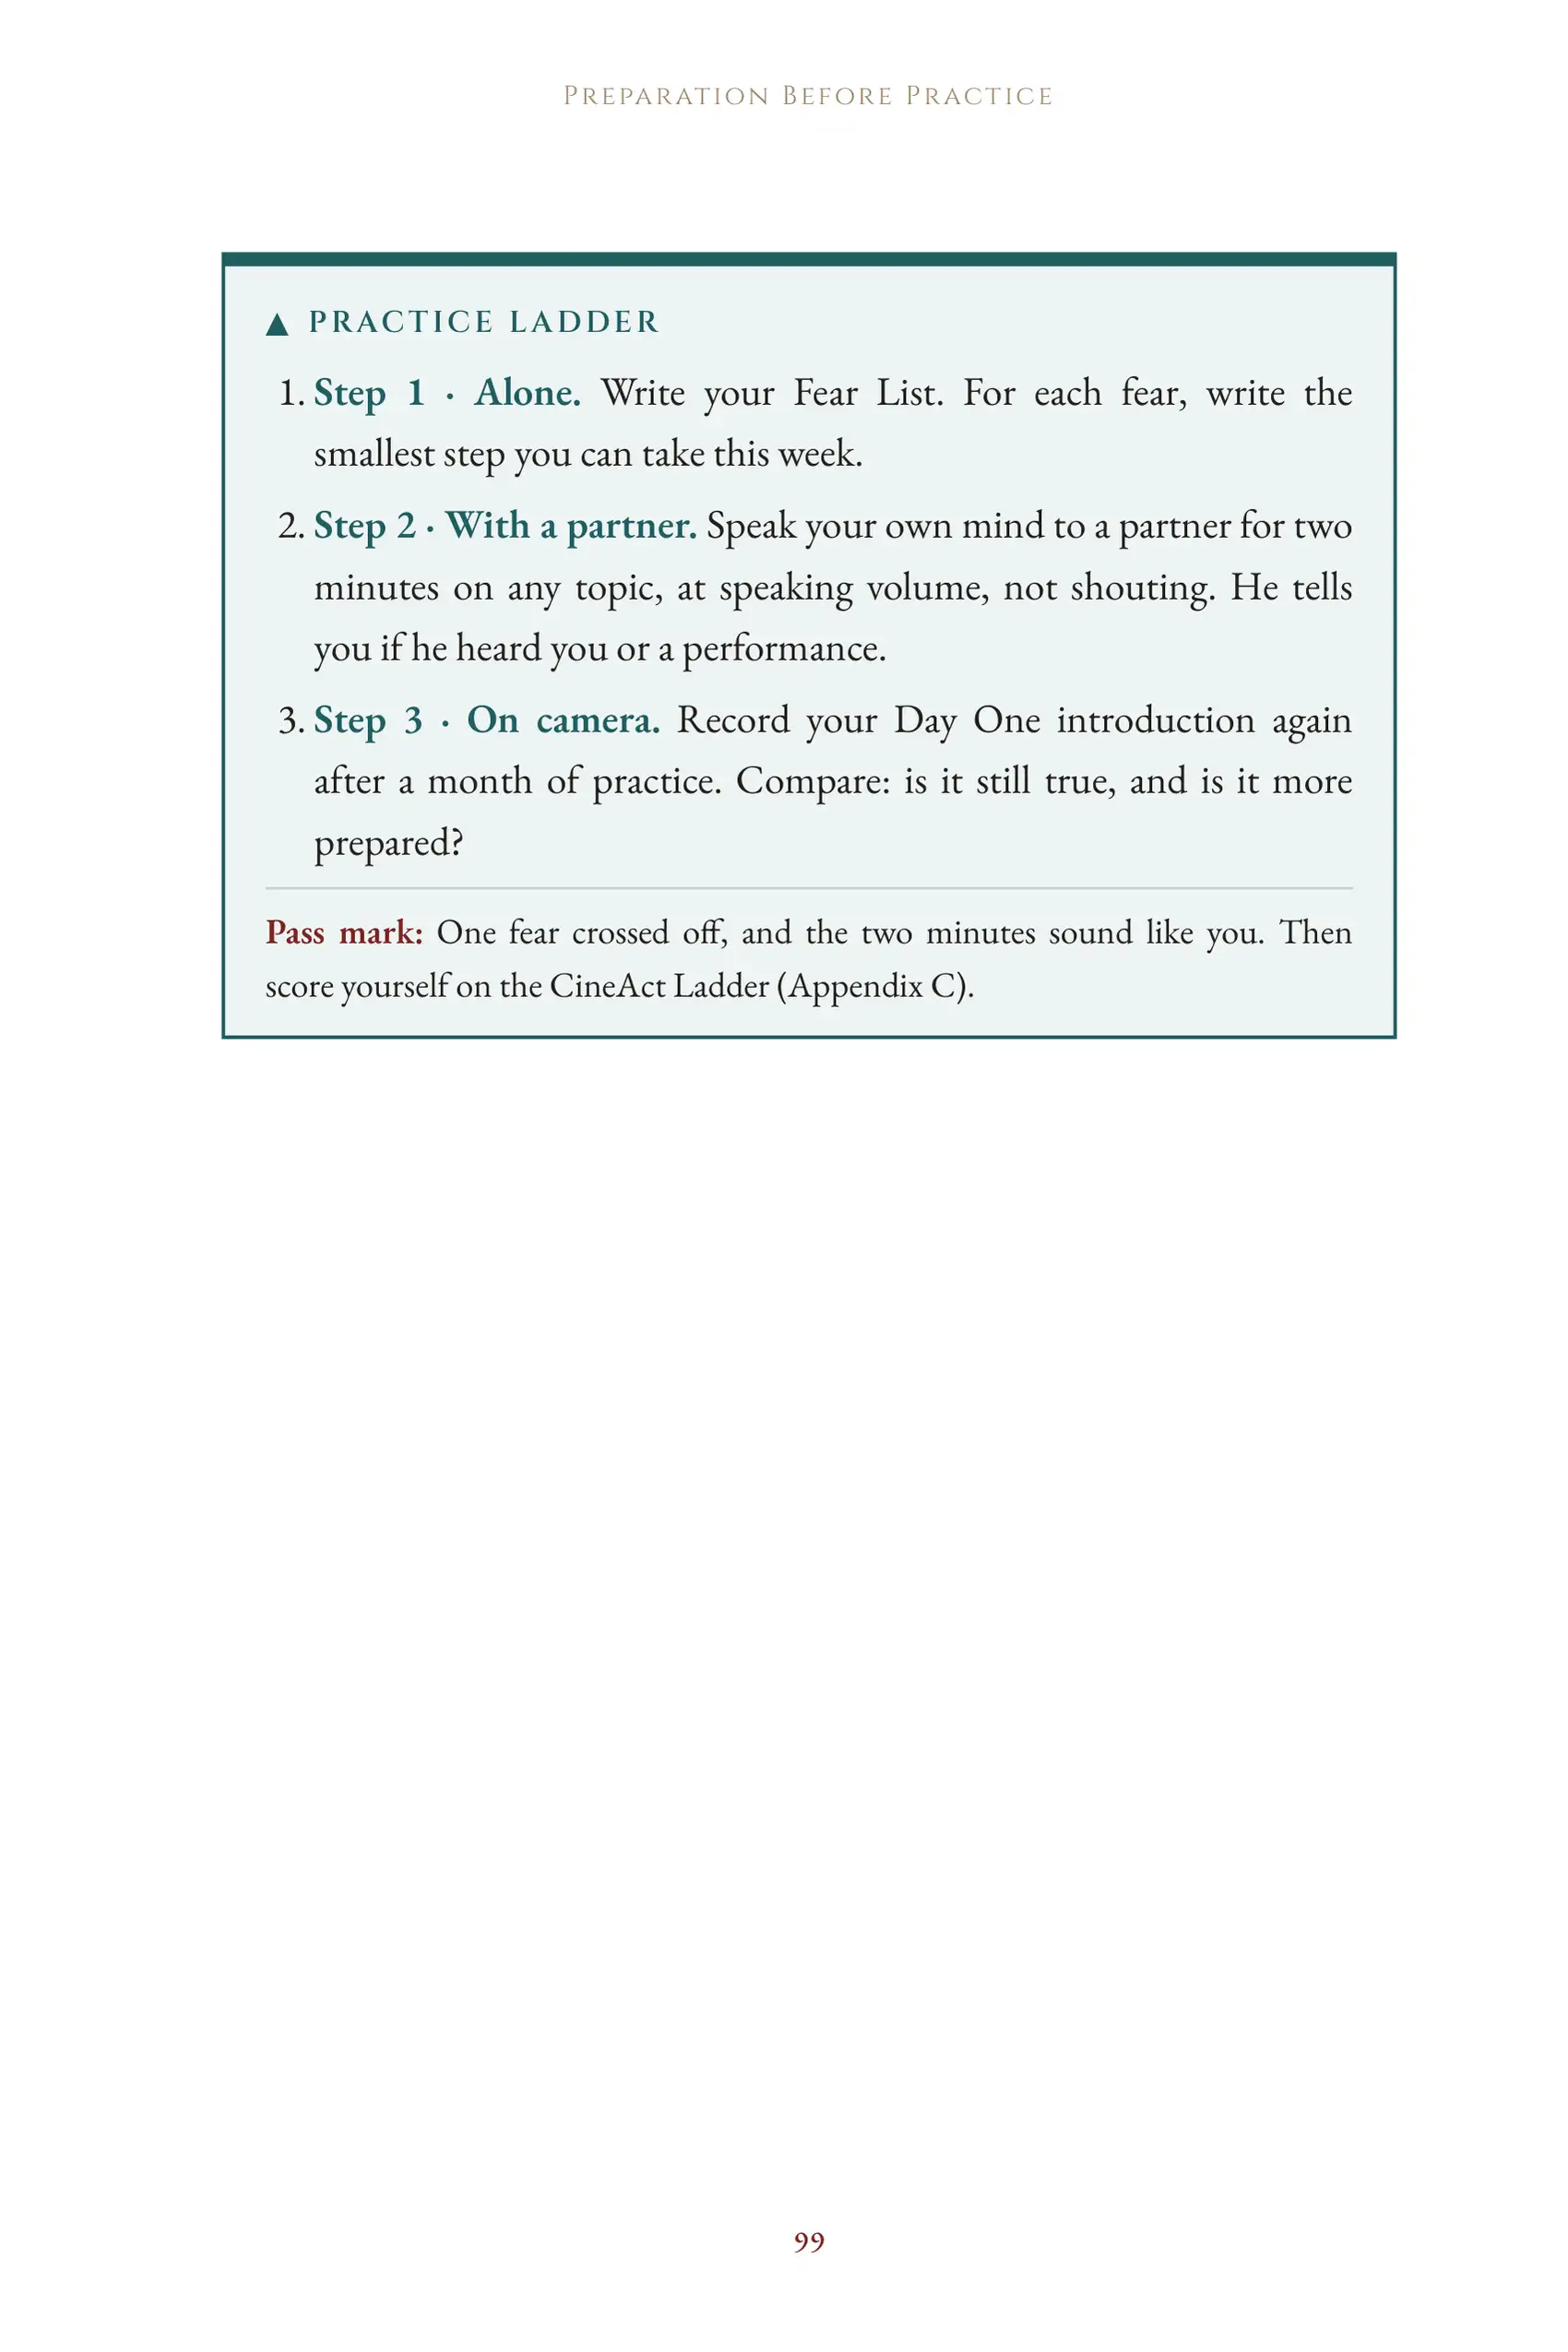 Preparation Before Practice
▲ PRACTICE LADDER
1. Step 1 · Alone. Write your Fear List. For each fear, write the
smallest step you can take this week.
2. Step 2 · With a partner. Speak your own mind to a partner for two
minutes on any topic, at speaking volume, not shouting. He tells
you if he heard you or a performance.
3. Step 3 · On camera. Record your Day One introduction again
after a month of practice. Compare: is it still true, and is it more
prepared?
Pass mark: One fear crossed off, and the two minutes sound like you. Then
score yourself on the CineAct Ladder (Appendix C).
99